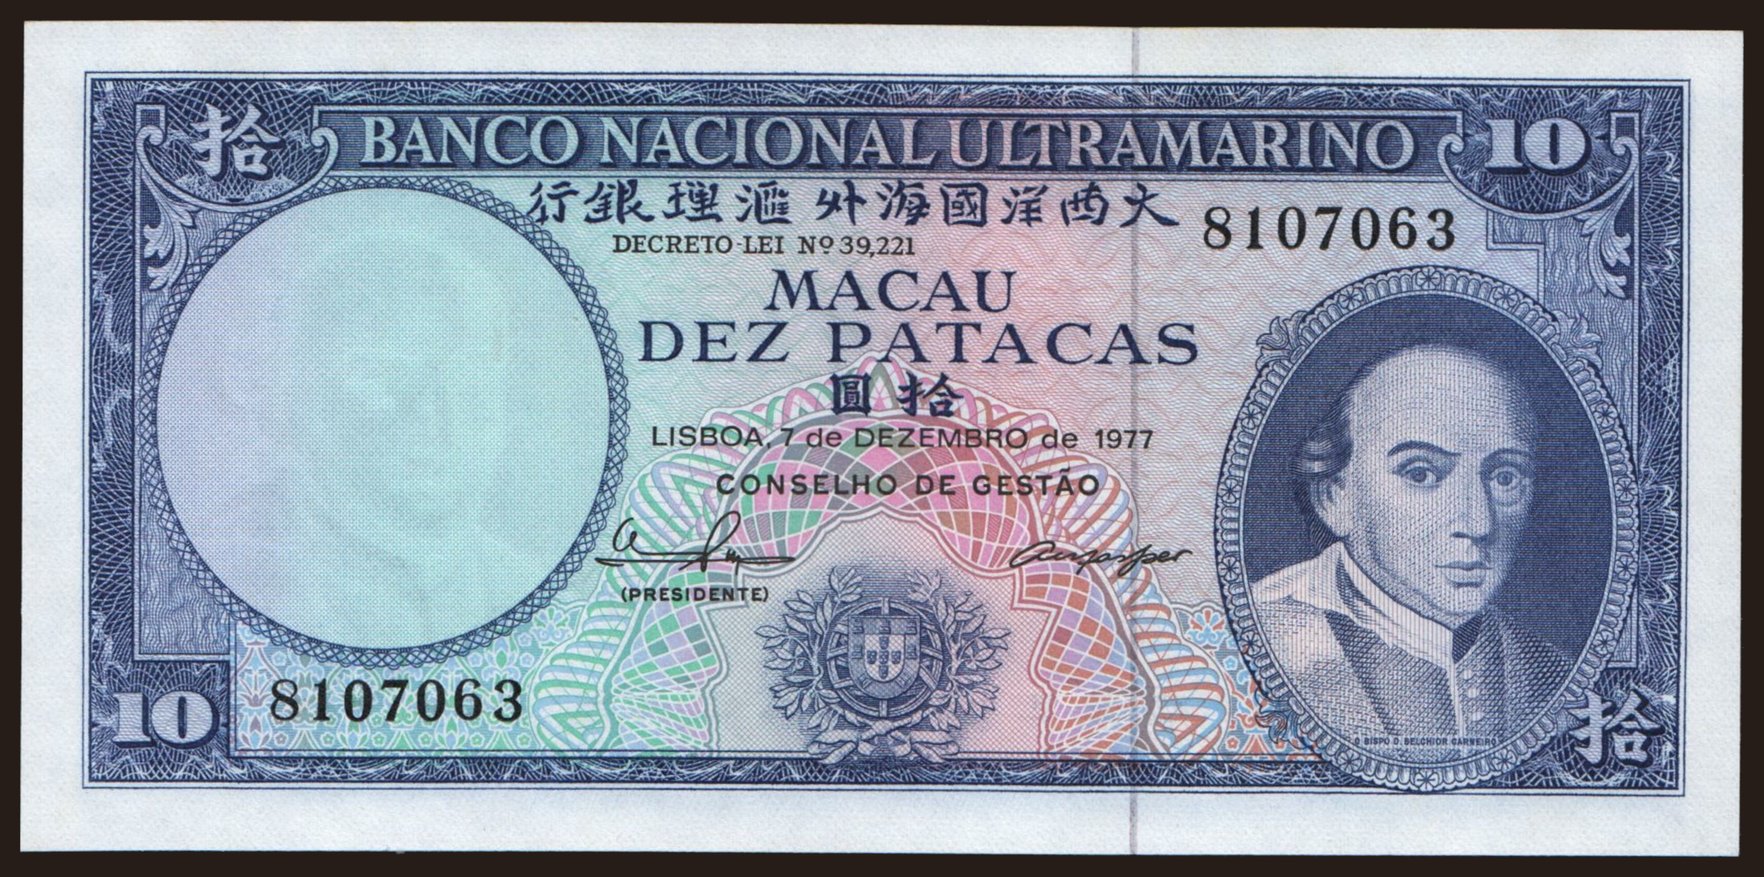 拾
BANCO NACIONAL ULTRAMARINO
10
行銀理滙外海國洋西大
8107063
DECRETO-LEI Nº 39,221
MACAU
DEZ PATACAS
圓拾
LISBOA, 7 de DEZEMBRO de 1977
CONSELHO DE GESTÃO
(PRESIDENTE)
8107063
10
O BISPO D. BELCHIOR CARNEIRO
拾